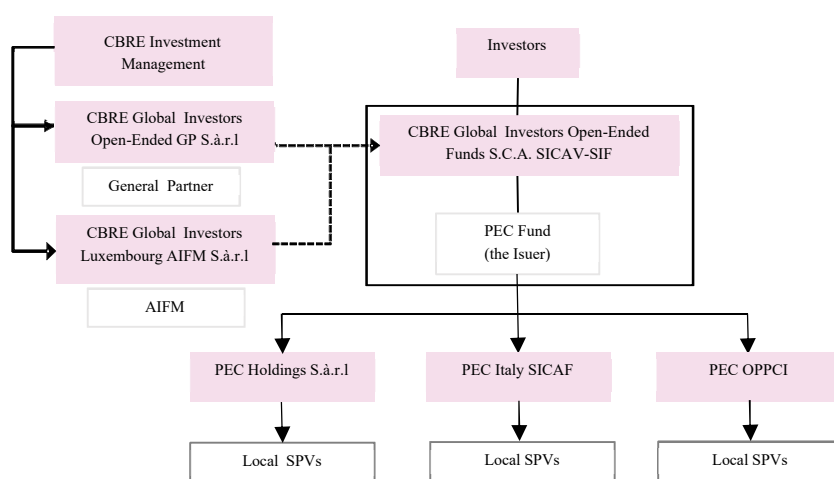 CBRE Investment
Management
Investors
CBRE Global Investors
Open-Ended GP S.à.r.l
General Partner
CBRE Global Investors Open-Ended
Funds S.C.A. SICAV-SIF
CBRE Global Investors
Luxembourg AIFM S.à.r.l
AIFM
PEC Fund
(the Isuer)
PEC Holdings S.à.r.l
PEC Italy SICAF
PEC OPPCI
Local SPVs
Local SPVs
Local SPVs